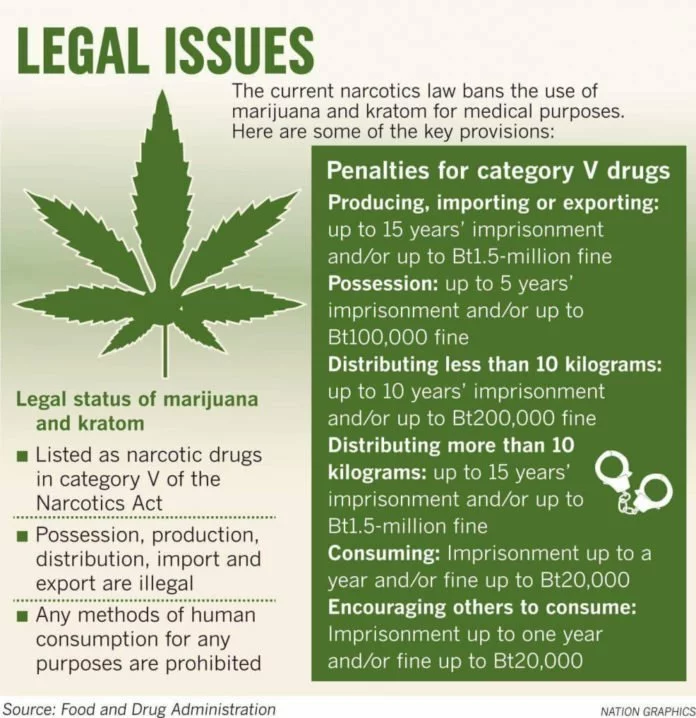 LEGAL ISSUES
The current narcotics law bans the use of
marijuana and kratom for medical purposes.
Here are some of the key provisions:
Legal status of marijuana
and kratom
■ Listed as narcotic drugs
in category V of the
Narcotics Act
■ Possession, production,
distribution, import and
export are illegal
■ Any methods of human
consumption for any
purposes are prohibited
Penalties for category V drugs
Producing, importing or exporting:
up to 15 years’ imprisonment
and/or up to Bt1.5-million fine
Possession: up to 5 years’
imprisonment and/or up to
Bt100,000 fine
Distributing less than 10 kilograms:
up to 10 years’ imprisonment
and/or up to Bt200,000 fine
Distributing more than 10
kilograms: up to 15 years’
imprisonment and/or up to
Bt1.5-million fine
Consuming: Imprisonment up to a
year and/or fine up to Bt20,000
Encouraging others to consume:
Imprisonment up to one year
and/or fine up to Bt20,000
Source: Food and Drug Administration
NATION GRAPHICS